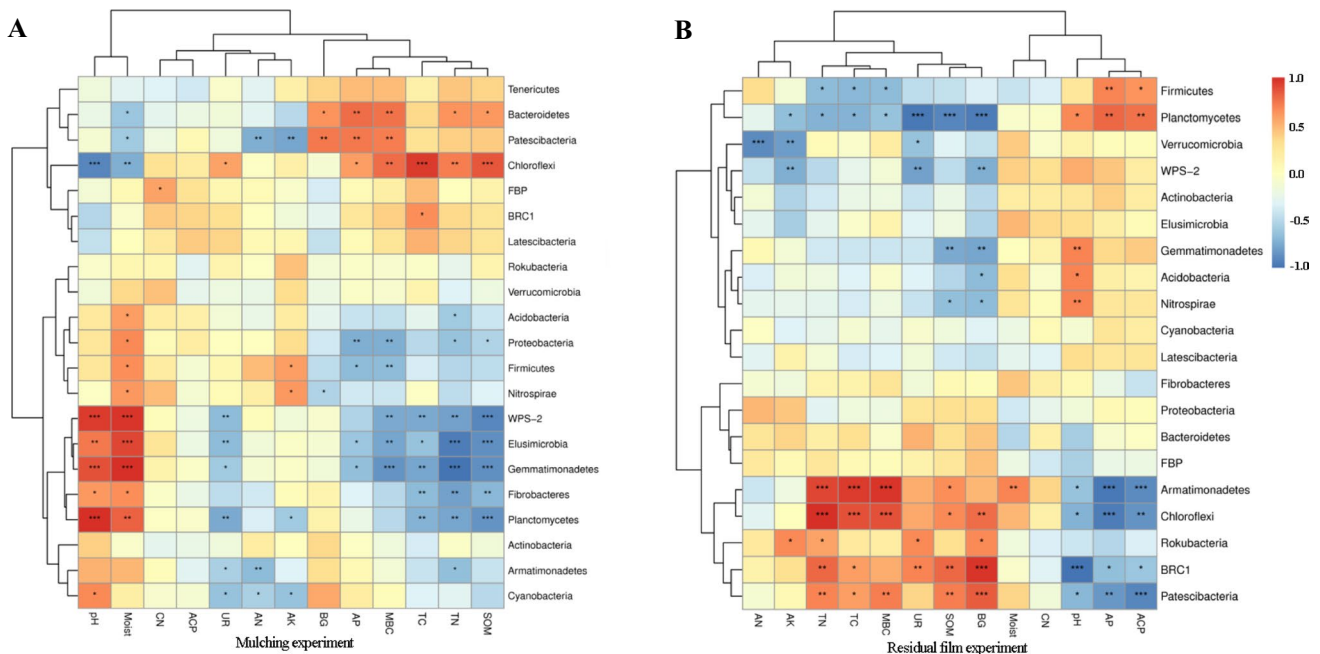 A
Tenericutes
* * ** ** * * Bacteroidetes
* ** ** ** ** ** Patescibacteria
*** ** * * ** *** ** *** Chloroflexi
* FBP
* BRC1
Latescibacteria
Rokubacteria
Verrucomicrobia
* * Acidobacteria
* ** ** * * Proteobacteria
* * * ** Firmicutes
* * * Nitrospirae
*** *** ** ** ** ** *** WPS-2
** *** ** * ** * *** *** Elusimicrobia
*** *** * * *** ** *** *** Gemmatimonadetes
* * ** ** ** Fibrobacteres
*** ** ** * ** ** *** Planctomycetes
Actinobacteria
* ** * Armatimonadetes
* * * * Cyanobacteria
pH Moist CN ACP UR AN AK BG AP MBC TC TN SOM
Mulching experiment
B
* * * ** * Firmicutes
* * * * *** *** *** * ** ** Planctomycetes
*** ** * Verrucomicrobia
** ** ** WPS-2
Actinobacteria
Elusimicrobia
** ** ** Gemmatimonadetes
* * Acidobacteria
* * ** Nitrospirae
Cyanobacteria
Latescibacteria
Fibrobacteres
Proteobacteria
Bacteroidetes
FBP
*** *** *** * ** * *** *** Armatimonadetes
*** *** *** * ** * *** ** Chloroflexi
* * * * Rokubacteria
** * ** ** *** *** * * BRC1
** * ** ** *** * ** *** Patescibacteria
AN AK TN TC MBC UR SOM BG Moist CN pH AP ACP
Residual film experiment
1.0
0.5
0.0
-0.5
-1.0